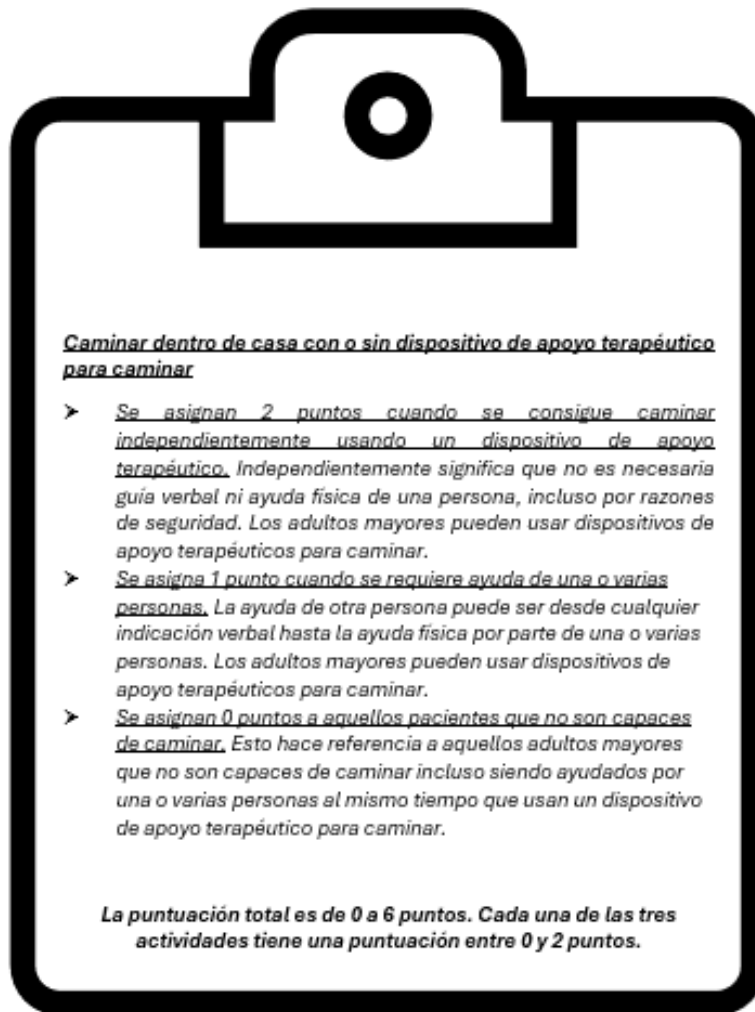 Caminar dentro de casa con o sin dispositivo de apoyo terapéutico
para caminar
➤ Se asignan 2 puntos cuando se consigue caminar
independientemente usando un dispositivo de apoyo
terapéutico. Independientemente significa que no es necesaria
guía verbal ni ayuda física de una persona, incluso por razones
de seguridad. Los adultos mayores pueden usar dispositivos de
apoyo terapéuticos para caminar.
➤ Se asigna 1 punto cuando se requiere ayuda de una o varias
personas. La ayuda de otra persona puede ser desde cualquier
indicación verbal hasta la ayuda física por parte de una o varias
personas. Los adultos mayores pueden usar dispositivos de
apoyo terapéuticos para caminar.
➤ Se asignan 0 puntos a aquellos pacientes que no son capaces
de caminar. Esto hace referencia a aquellos adultos mayores
que no son capaces de caminar incluso siendo ayudados por
una o varias personas al mismo tiempo que usan un dispositivo
de apoyo terapéutico para caminar.
La puntuación total es de 0 a 6 puntos. Cada una de las tres
actividades tiene una puntuación entre 0 y 2 puntos.